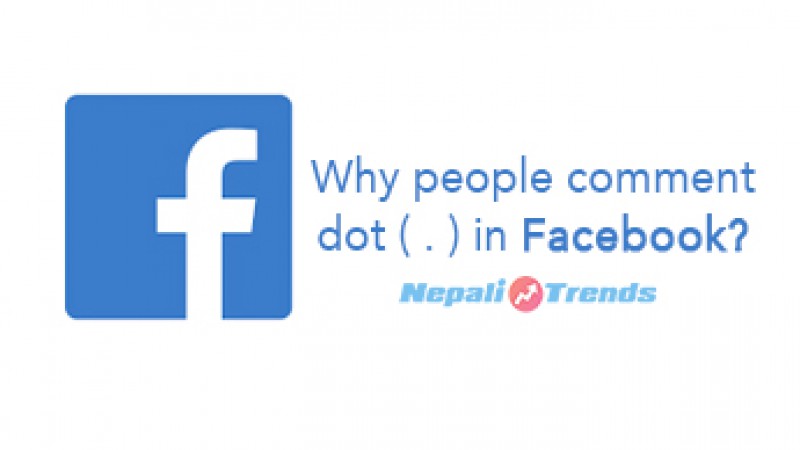 Why people comment
dot ( . ) in Facebook?
Nepali Trends